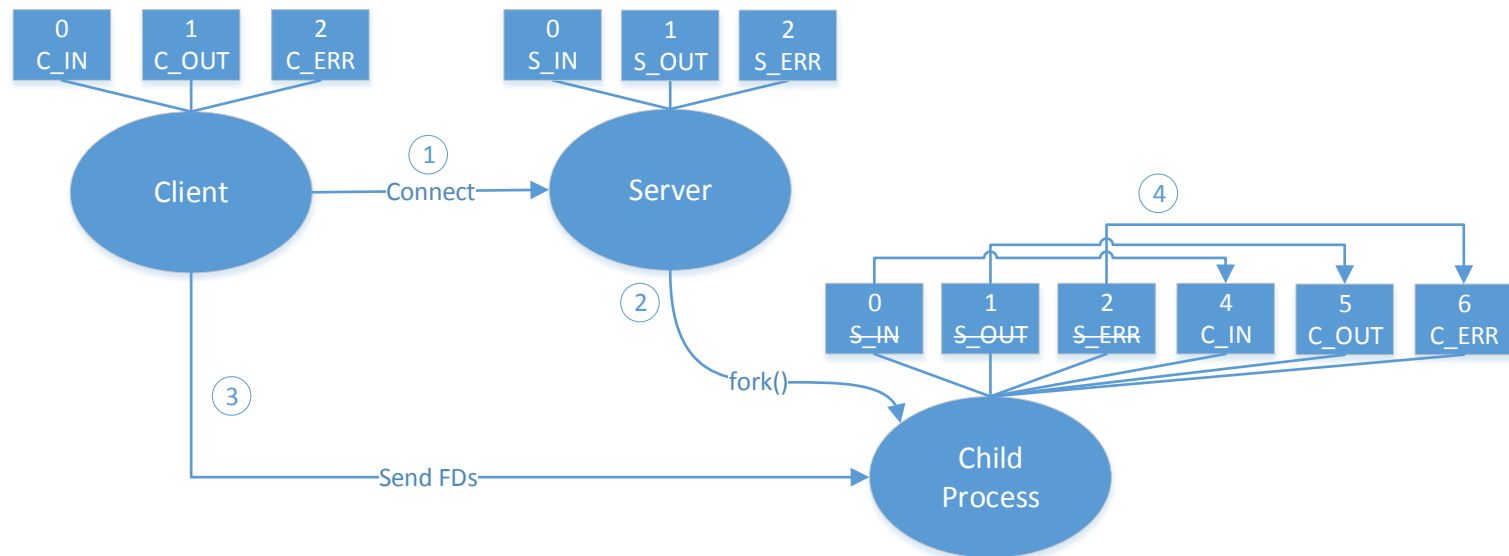 0
C_IN
1
C_OUT
2
C_ERR
0
S_IN
1
S_OUT
2
S_ERR
Client
1
Connect
Server
4
2
0
S_IN
1
S_OUT
2
S_ERR
4
C_IN
5
C_OUT
6
C_ERR
fork()
3
Send FDs
Child
Process